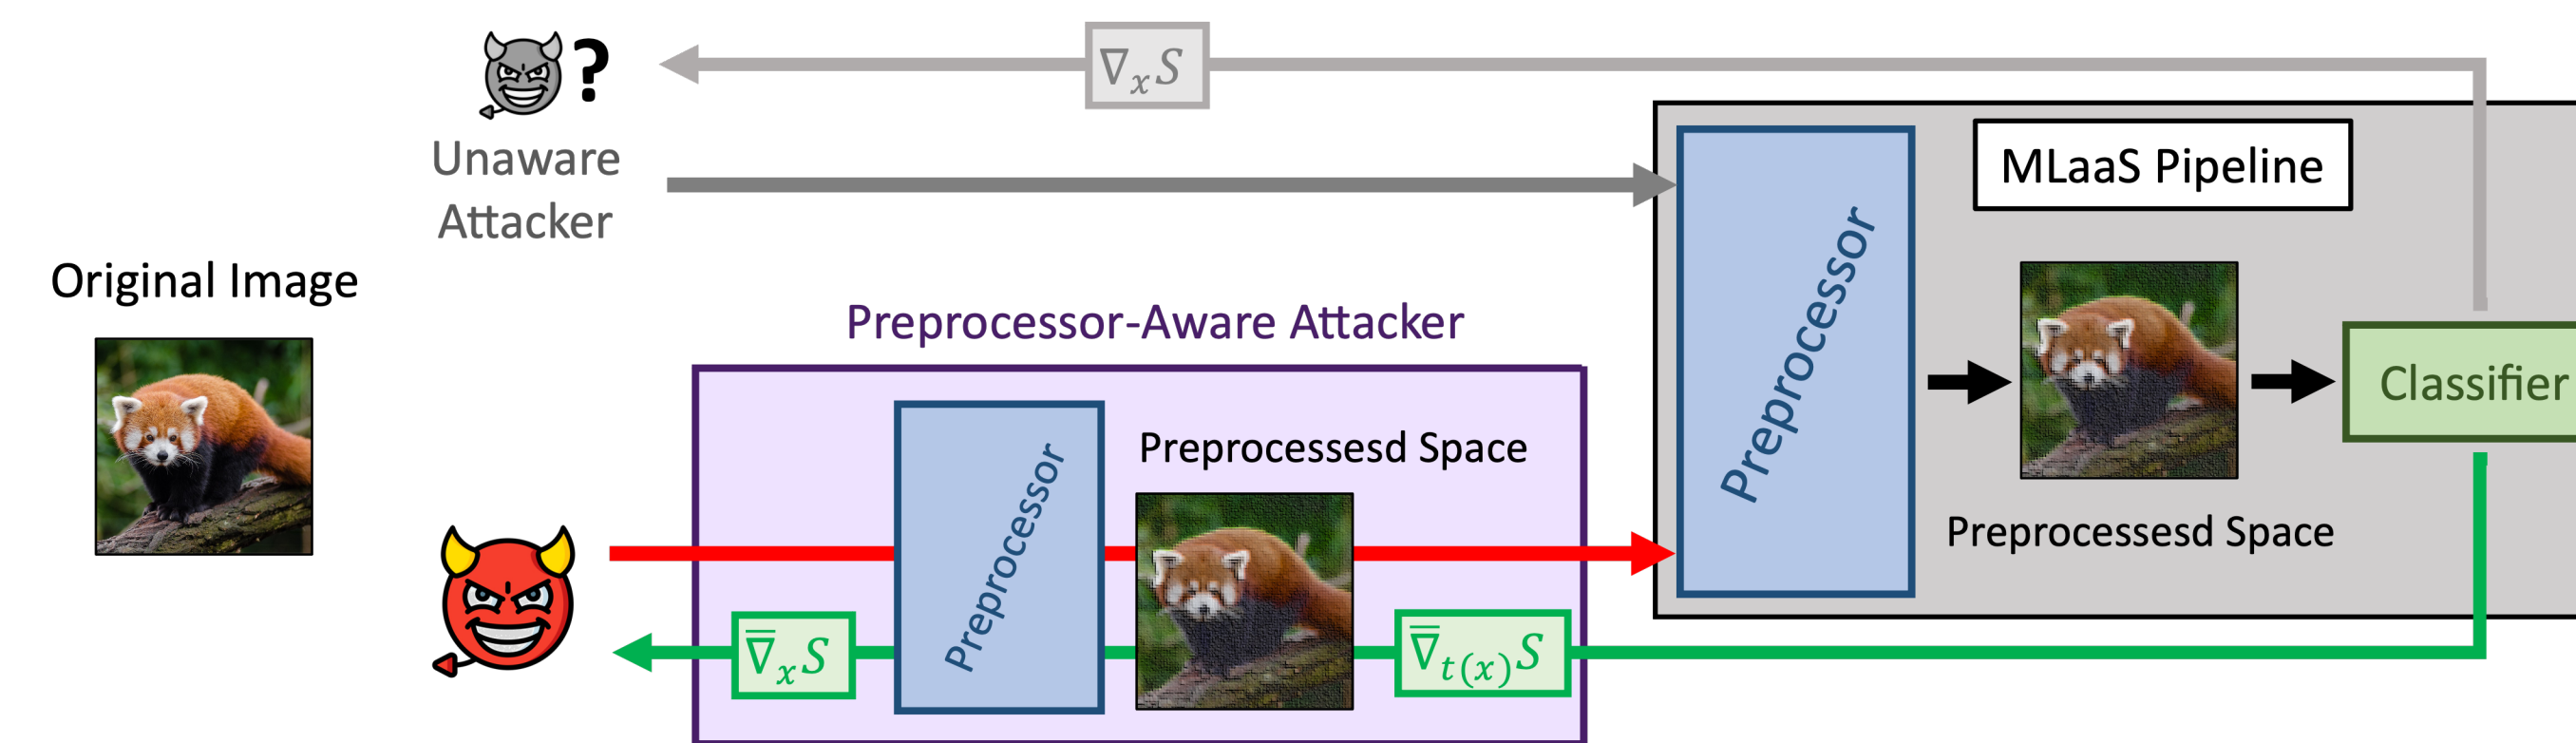 ?
∇ₓS
Unaware
Attacker
MLaaS Pipeline
Original Image
Preprocessor-Aware Attacker
Preprocessor
Preprocessesd Space
Preprocessor
Classifier
Preprocessesd Space
∇̿ₓS
∇̿ₜ₍ₓ₎S